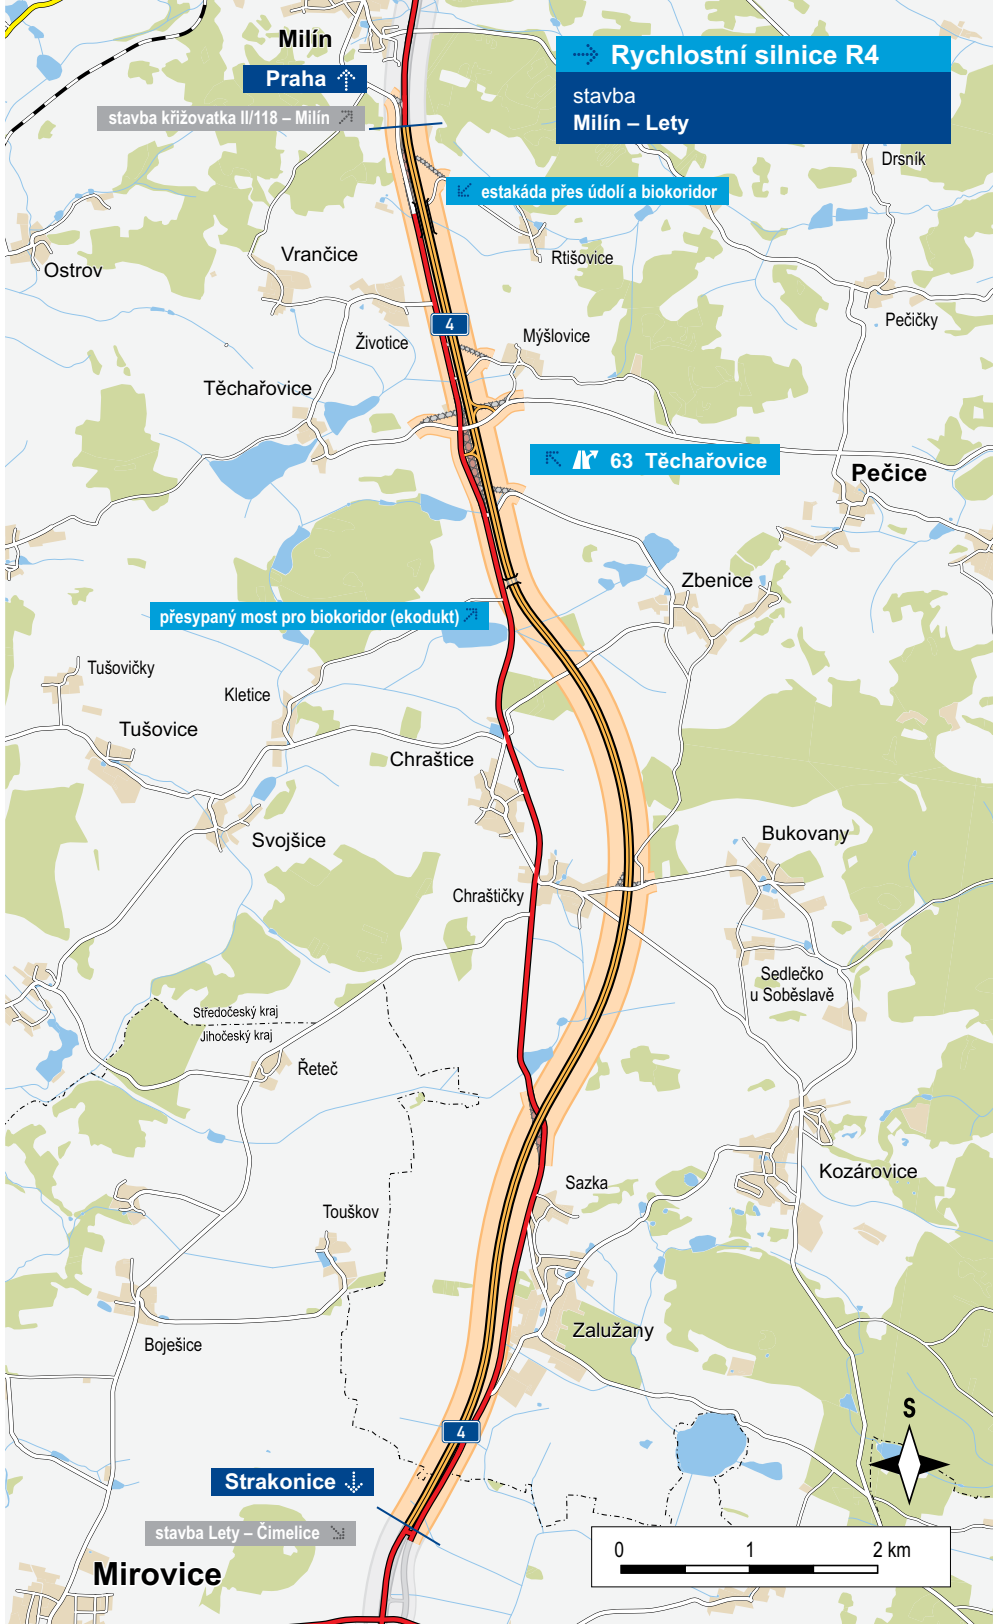 Milín
Praha
stavba křižovatka II/118 – Milín
Rychlostní silnice R4
stavba
Milín – Lety
Drsník
estakáda přes údolí a biokoridor
Ostrov
Vrančice
Rtišovice
Pečičky
4
Životice
Mýšlovice
Těchařovice
63 Těchařovice
Pečice
Zbenice
přesypaný most pro biokoridor (ekodukt)
Tušovičky
Kletice
Tušovice
Chraštice
Svojšice
Bukovany
Chraštičky
Sedlečko
u Soběslavě
Středočeský kraj
Jihočeský kraj
Řeteč
Kozárovice
Sazka
Touškov
Zalužany
Boješice
4
S
Strakonice
stavba Lety – Čimelice
0 1 2 km
Mirovice